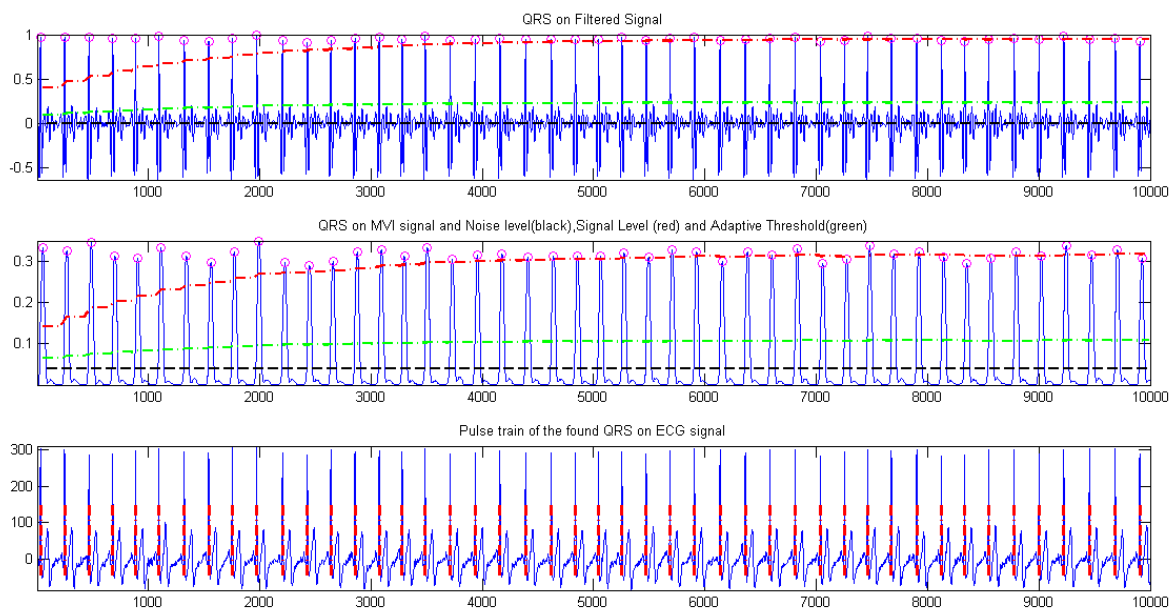 QRS on Filtered Signal
1
0.5
0
-0.5
1000 2000 3000 4000 5000 6000 7000 8000 9000 10000
QRS on MVI signal and Noise level(black),Signal Level (red) and Adaptive Threshold(green)
0.3
0.2
0.1
1000 2000 3000 4000 5000 6000 7000 8000 9000 10000
Pulse train of the found QRS on ECG signal
300
200
100
0
1000 2000 3000 4000 5000 6000 7000 8000 9000 10000